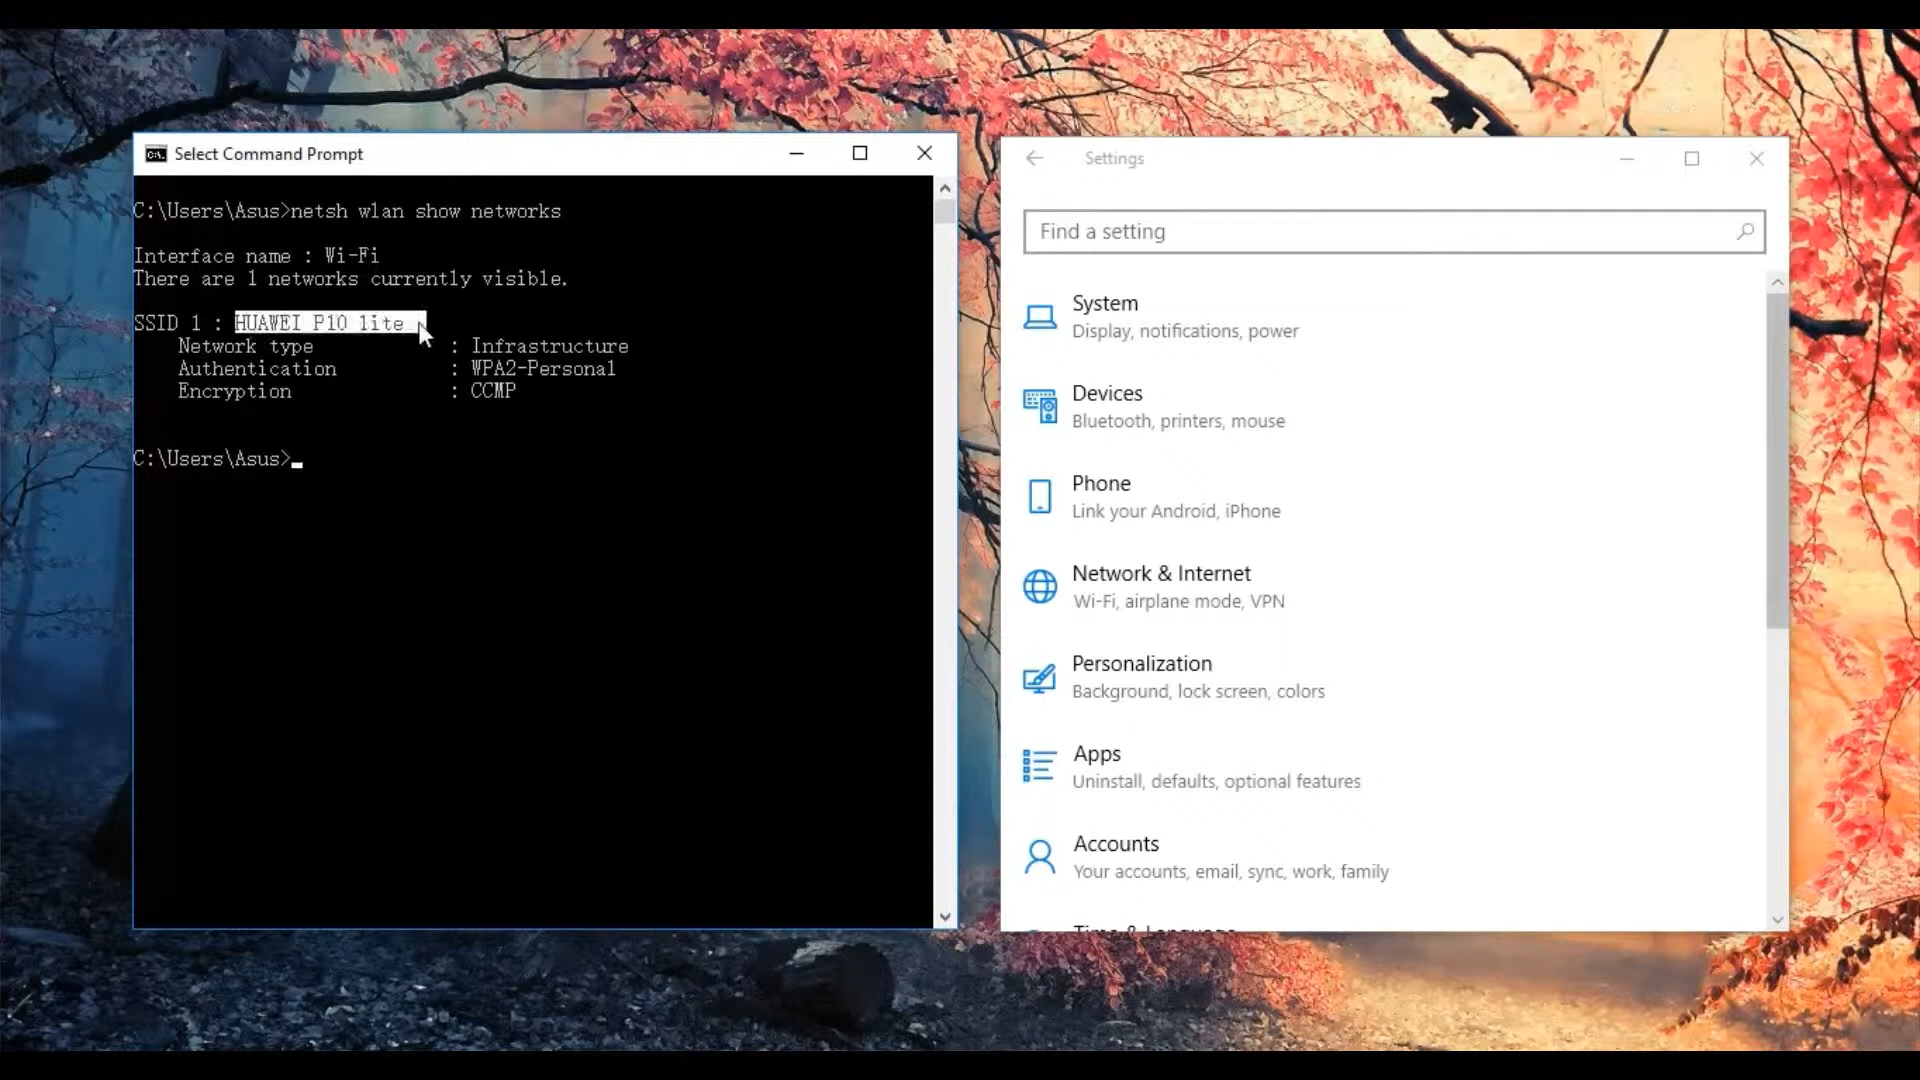 Select Command Prompt
C:\Users\Asus>netsh wlan show networks
Interface name : Wi-Fi
There are 1 networks currently visible.
SSID 1 : HUAWEI P10 lite
Network type : Infrastructure
Authentication : WPA2-Personal
Encryption : CCMP
C:\Users\Asus>
Settings
Find a setting
System
Display, notifications, power
Devices
Bluetooth, printers, mouse
Phone
Link your Android, iPhone
Network & Internet
Wi-Fi, airplane mode, VPN
Personalization
Background, lock screen, colors
Apps
Uninstall, defaults, optional features
Accounts
Your accounts, email, sync, work, family
Time & Language